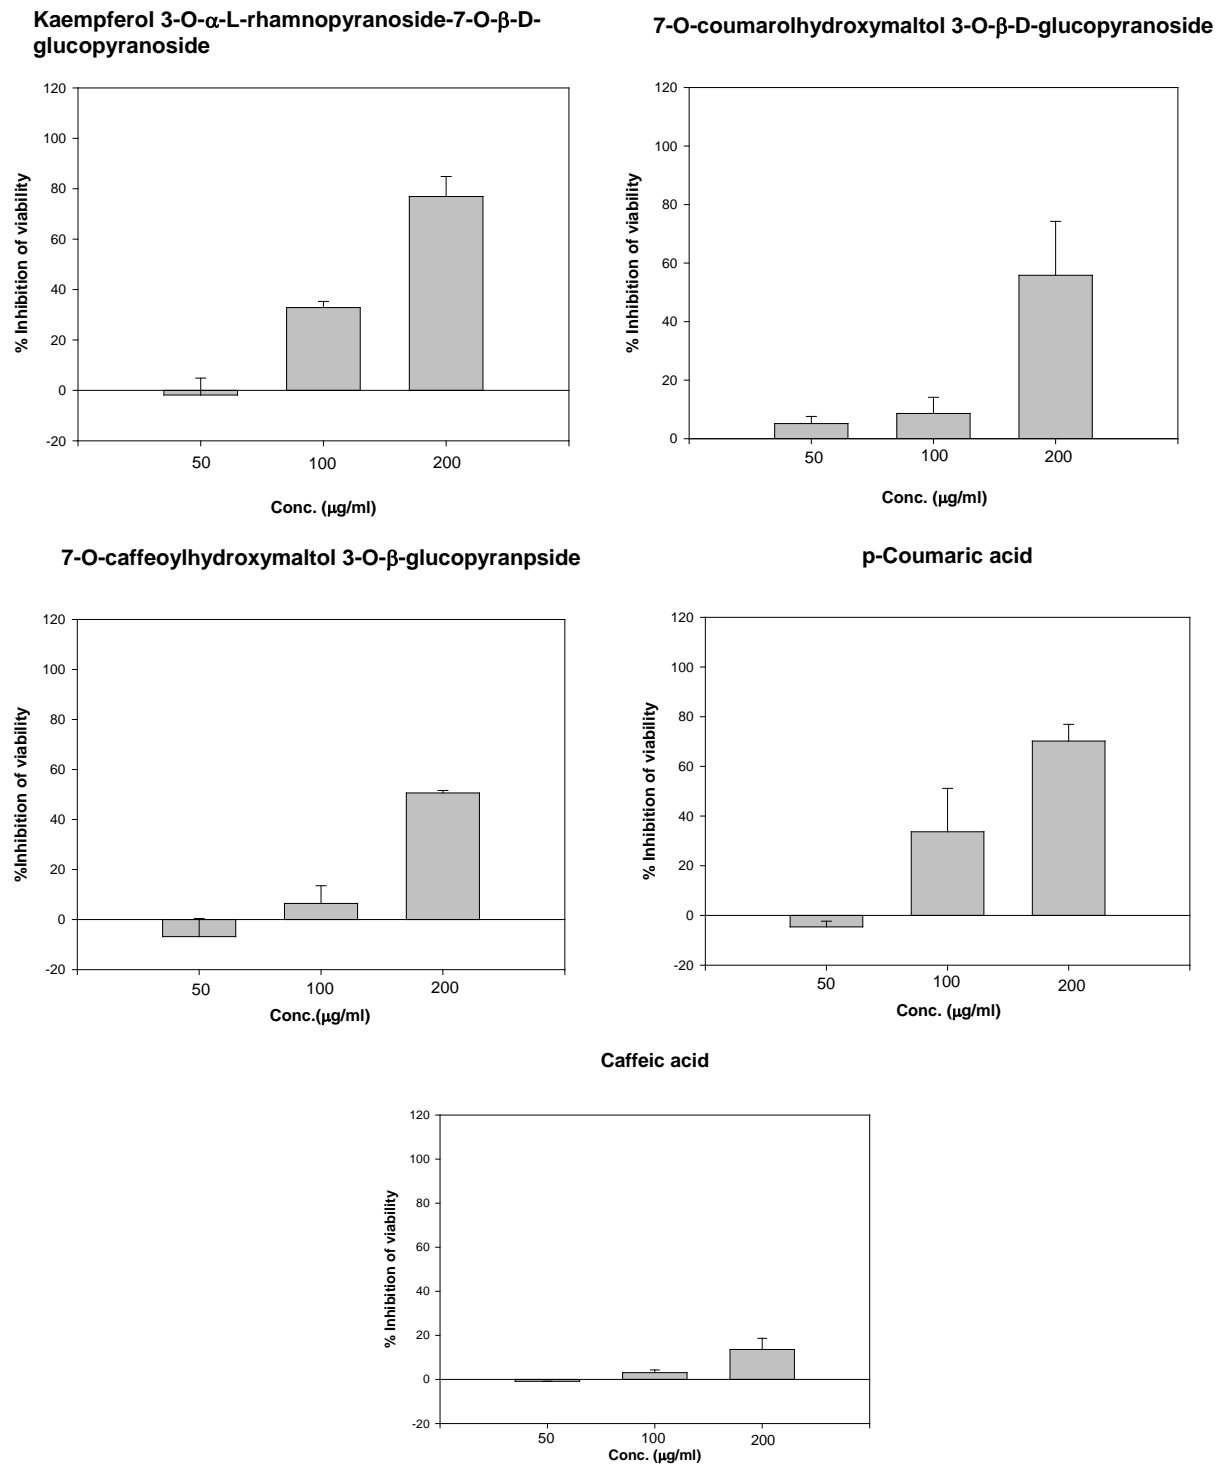 Kaempferol 3-O-α-L-rhamnopyranoside-7-O-β-D-
glucopyranoside
120
100
80
60
40
20
0
-20
% Inhibition of viability
50 100 200
Conc. (μg/ml)
7-O-coumarolhydroxymaltol 3-O-β-D-glucopyranoside
120
100
80
60
40
20
0
% Inhibition of viability
50 100 200
Conc. (μg/ml)
7-O-caffeoylhydroxymaltol 3-O-β-glucopyranpside
120
100
80
60
40
20
0
-20
%Inhibition of viability
50 100 200
Conc.(μg/ml)
p-Coumaric acid
120
100
80
60
40
20
0
-20
% Inhibition of viability
50 100 200
Conc. (μg/ml)
Caffeic acid
120
100
80
60
40
20
0
-20
% Inhibition of viability
50 100 200
Conc. (μg/ml)